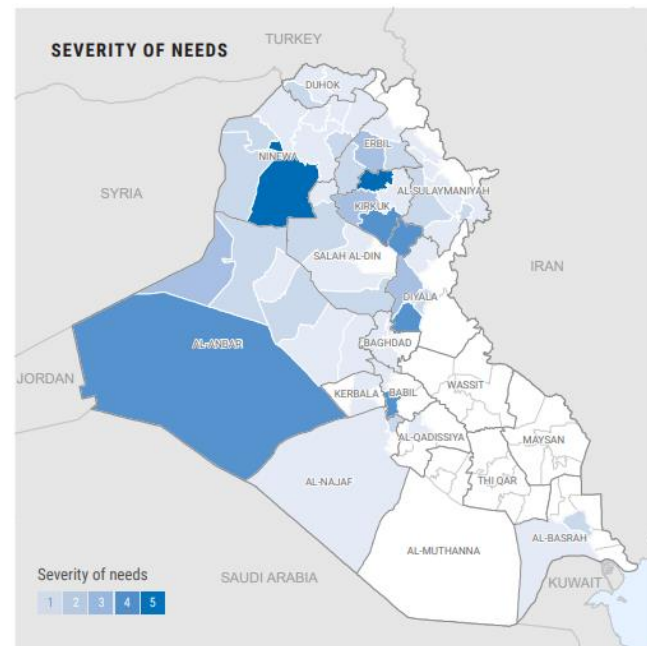 SEVERITY OF NEEDS
TURKEY
DUHOK
NINEWA
ERBIL
SYRIA
AL-SULAYMANIYAH
KIRKUK
SALAH AL-DIN
IRAN
DIYALA
AL-ANBAR
BAGHDAD
JORDAN
KERBALA
BABIL
WASSIT
AL-QADISSIYA
MAYSAN
AL-NAJAF
THI QAR
AL-BASRAH
AL-MUTHANNA
Severity of needs
SAUDI ARABIA
KUWAIT
1 2 3 4 5